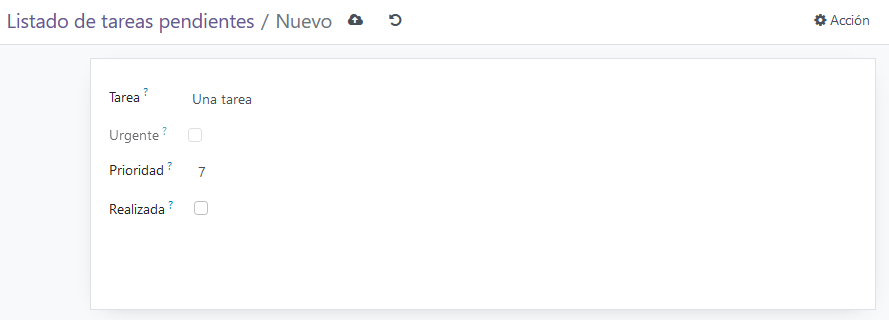 Listado de tareas pendientes / Nuevo
Acción
Tarea ? Una tarea
Urgente ?
Prioridad ? 7
Realizada ?